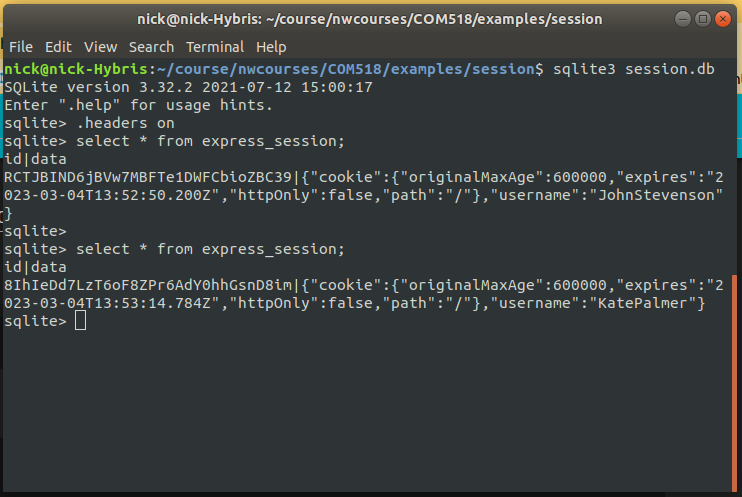 nick@nick-Hybris: ~/course/nwcourses/COM518/examples/session
File Edit View Search Terminal Help
nick@nick-Hybris:~/course/nwcourses/COM518/examples/session$ sqlite3 session.db
SQLite version 3.32.2 2021-07-12 15:00:17
Enter ".help" for usage hints.
sqlite> .headers on
sqlite> select * from express_session;
id|data
RCTJBIND6jBVw7MBFTe1DWFCbioZBC39|{"cookie":{"originalMaxAge":600000,"expires":"2
023-03-04T13:52:50.200Z","httpOnly":false,"path":"/"},"username":"JohnStevenson"
}
sqlite>
sqlite> select * from express_session;
id|data
8IhIeDd7LzT6oF8ZPr6AdY0hhGsnD8im|{"cookie":{"originalMaxAge":600000,"expires":"2
023-03-04T13:53:14.784Z","httpOnly":false,"path":"/"},"username":"KatePalmer"}
sqlite>